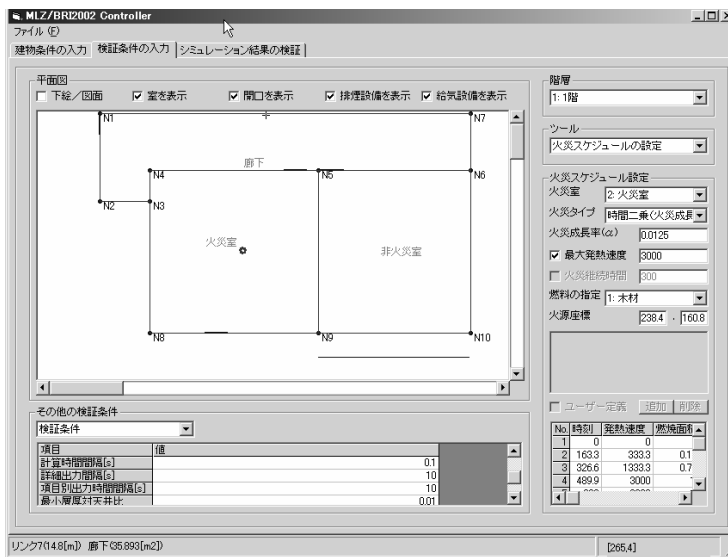 MLZ/BRI2002 Controller
ファイル (F)
建物条件の入力 検証条件の入力 シミュレーション結果の検証
平面図
下絵／図面 室を表示 開口を表示 排煙設備を表示 給気設備を表示
N1 N7
廊下
N4 N5 N6
N2 N3
火災室 非火災室
N8 N9 N10
その他の検証条件
検証条件
項目 値
計算時間間隔[s] 0.1
詳細出力間隔[s] 10
項目別出力時間間隔[s] 10
最小層厚対天井比 0.01
階層
1: 1階
ツール
火災スケジュールの設定
火災スケジュール設定
火災室 2: 火災室
火災タイプ 時間二乗(火災成長
火災成長率(α) 0.0125
最大発熱速度 3000
火災継続時間 300
燃料の指定 1: 木材
火源座標 238.4 , 160.8
ユーザー定義 追加 削除
No. 時刻 発熱速度 燃焼面積
1 0 0
2 163.3 333.3 0.1
3 326.6 1333.3 0.7
4 489.9 3000
リンク7(14.8[m]) 廊下(35.893[m2]) [265,4]